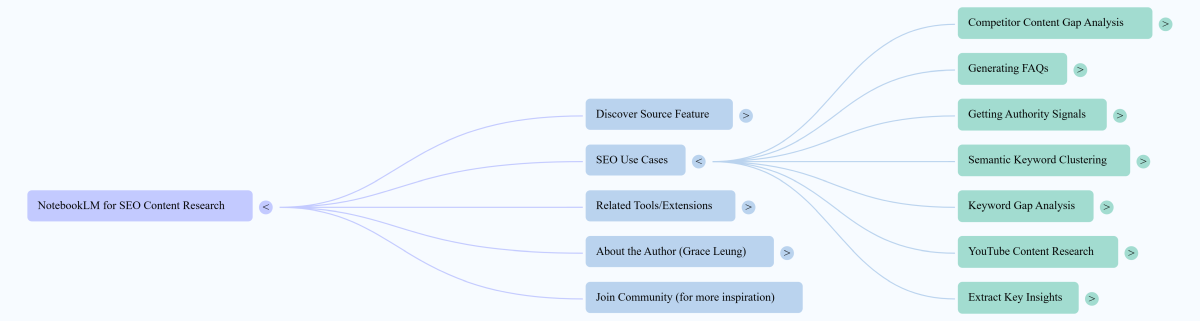 NotebookLM for SEO Content Research
<
Discover Source Feature
>
SEO Use Cases
<
Related Tools/Extensions
>
About the Author (Grace Leung)
>
Join Community (for more inspiration)
Competitor Content Gap Analysis
>
Generating FAQs
>
Getting Authority Signals
>
Semantic Keyword Clustering
>
Keyword Gap Analysis
>
YouTube Content Research
>
Extract Key Insights
>